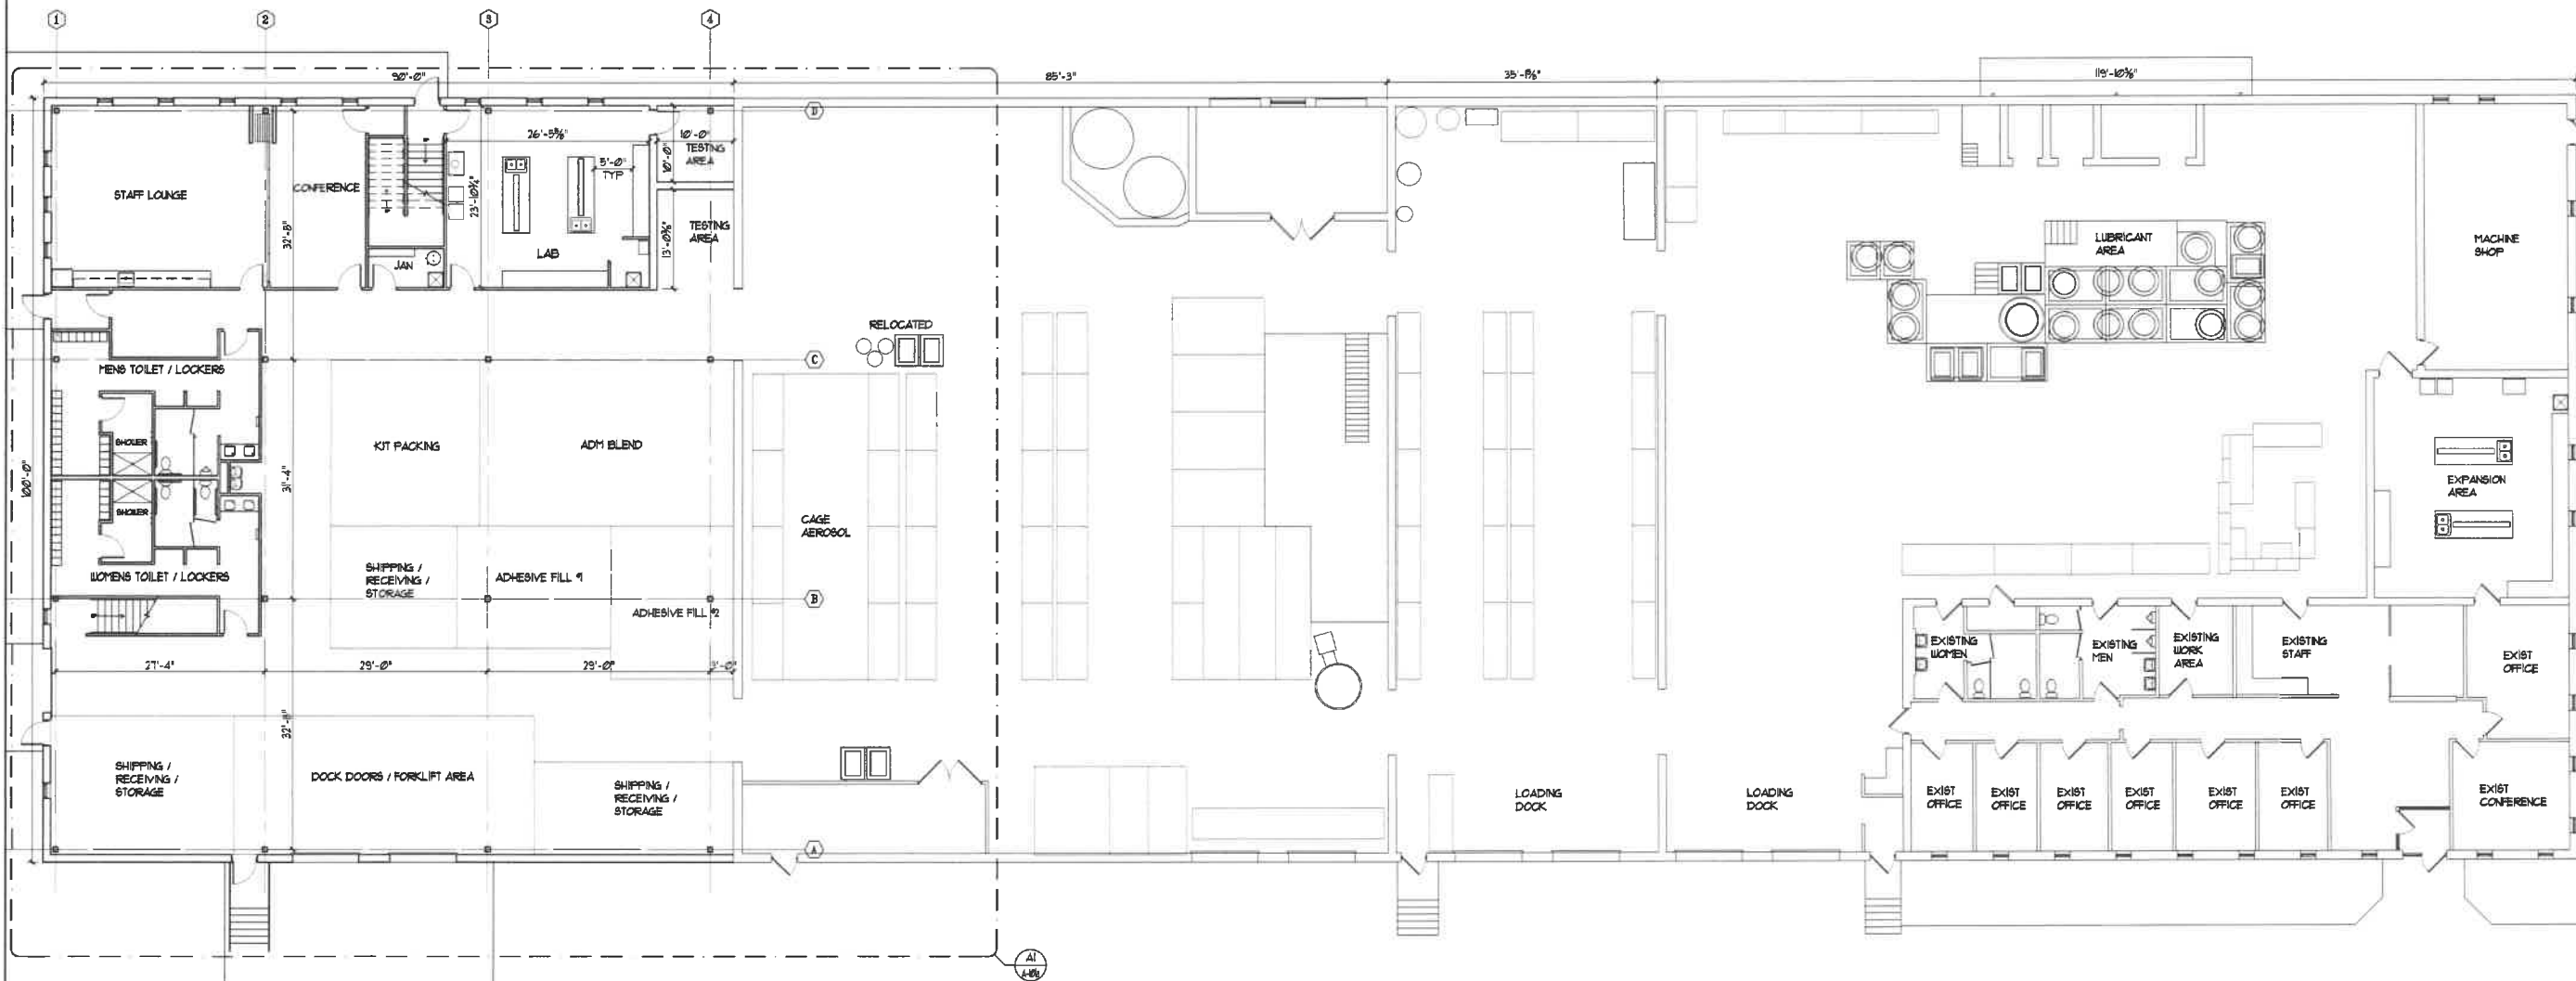 1
2
3
4
90'-0"
85'-3"
119'-10⅝"
D
26'-5⅝"
10'-0"
TESTING
AREA
10'-0"
5'-0"
TYP
STAFF LOUNGE
CONFERENCE
23'-10¾"
32'-8"
TESTING
AREA
LAB
JAN
LUBRICANT
AREA
MACHINE
SHOP
RELOCATED
C
MENS TOILET / LOCKERS
SHOWER
KIT PACKING
ADM BLEND
100'-0"
31'-4"
SHOWER
CAGE
AEROSOL
EXPANSION
AREA
WOMENS TOILET / LOCKERS
SHIPPING /
RECEIVING /
STORAGE
ADHESIVE FILL #1
ADHESIVE FILL #2
B
27'-4"
29'-0"
29'-0"
3'-0"
EXISTING
WOMEN
EXISTING
MEN
EXISTING
WORK
AREA
EXISTING
STAFF
EXIST
OFFICE
32'-8"
SHIPPING /
RECEIVING /
STORAGE
DOCK DOORS / FORKLIFT AREA
SHIPPING /
RECEIVING /
STORAGE
LOADING
DOCK
LOADING
DOCK
EXIST
OFFICE
EXIST
OFFICE
EXIST
OFFICE
EXIST
OFFICE
EXIST
OFFICE
EXIST
OFFICE
EXIST
CONFERENCE
A
A1